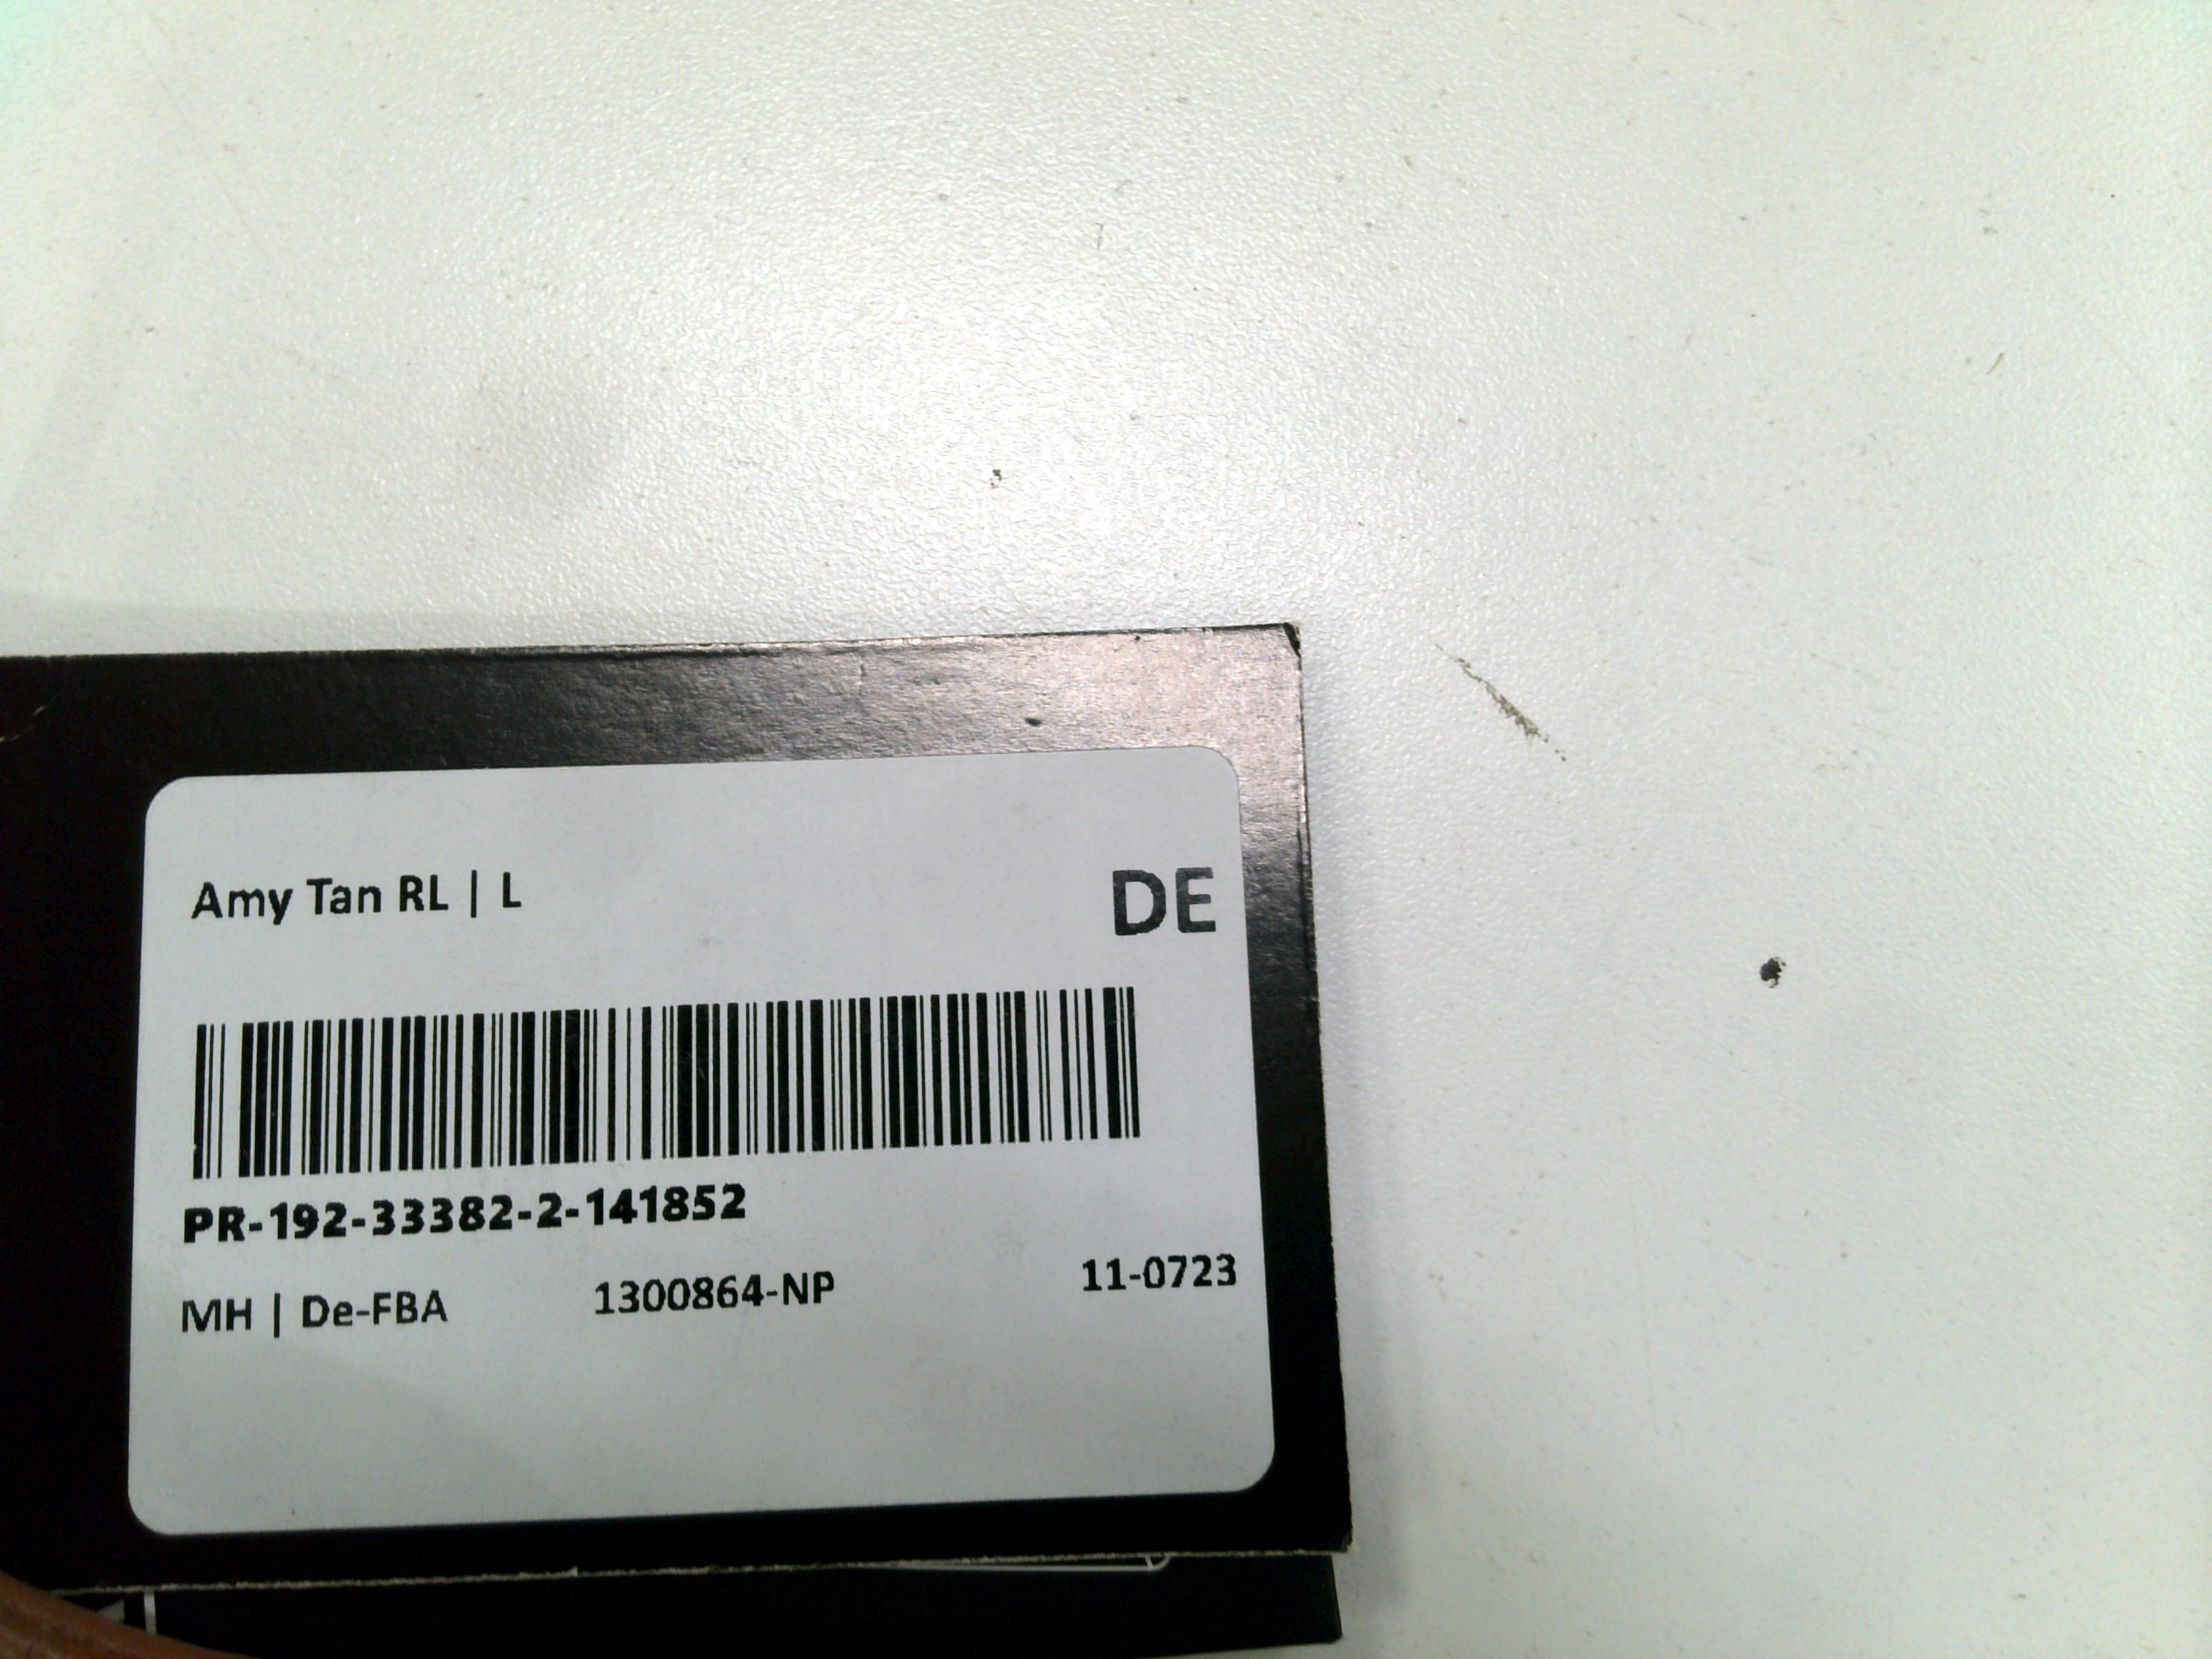 Amy Tan RL | L
DE
PR-192-33382-2-141852
MH | De-FBA 1300864-NP 11-0723